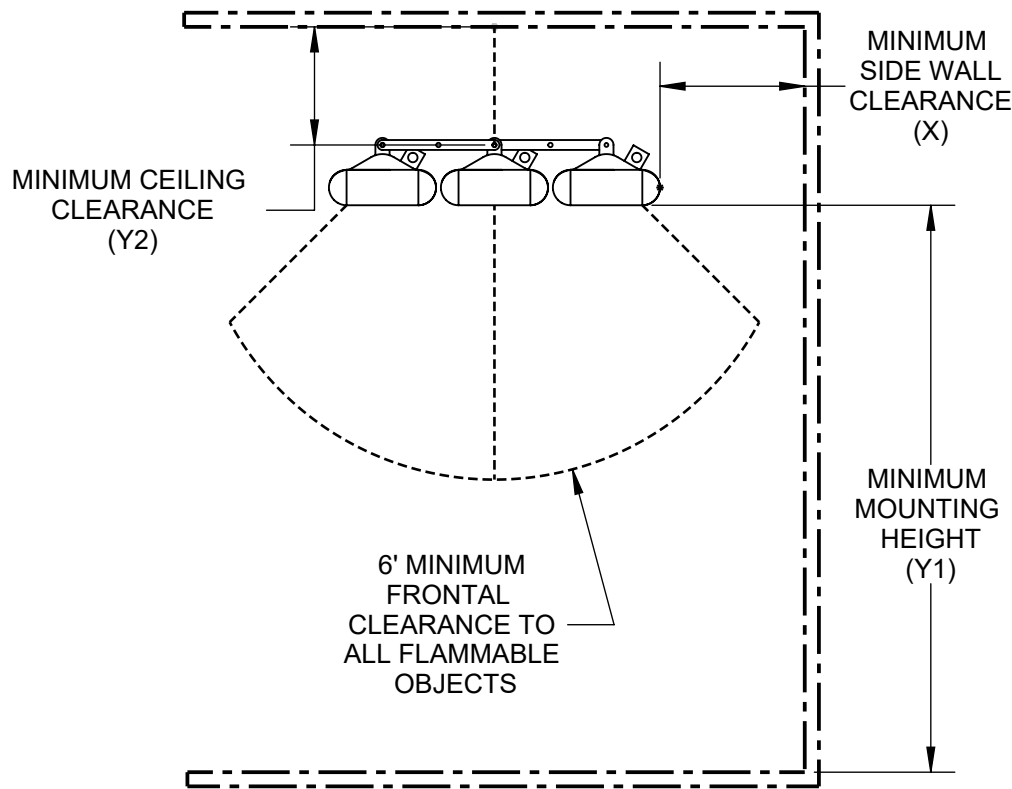 MINIMUM
SIDE WALL
CLEARANCE
(X)
MINIMUM CEILING
CLEARANCE
(Y2)
MINIMUM
MOUNTING
HEIGHT
(Y1)
6' MINIMUM
FRONTAL
CLEARANCE TO
ALL FLAMMABLE
OBJECTS